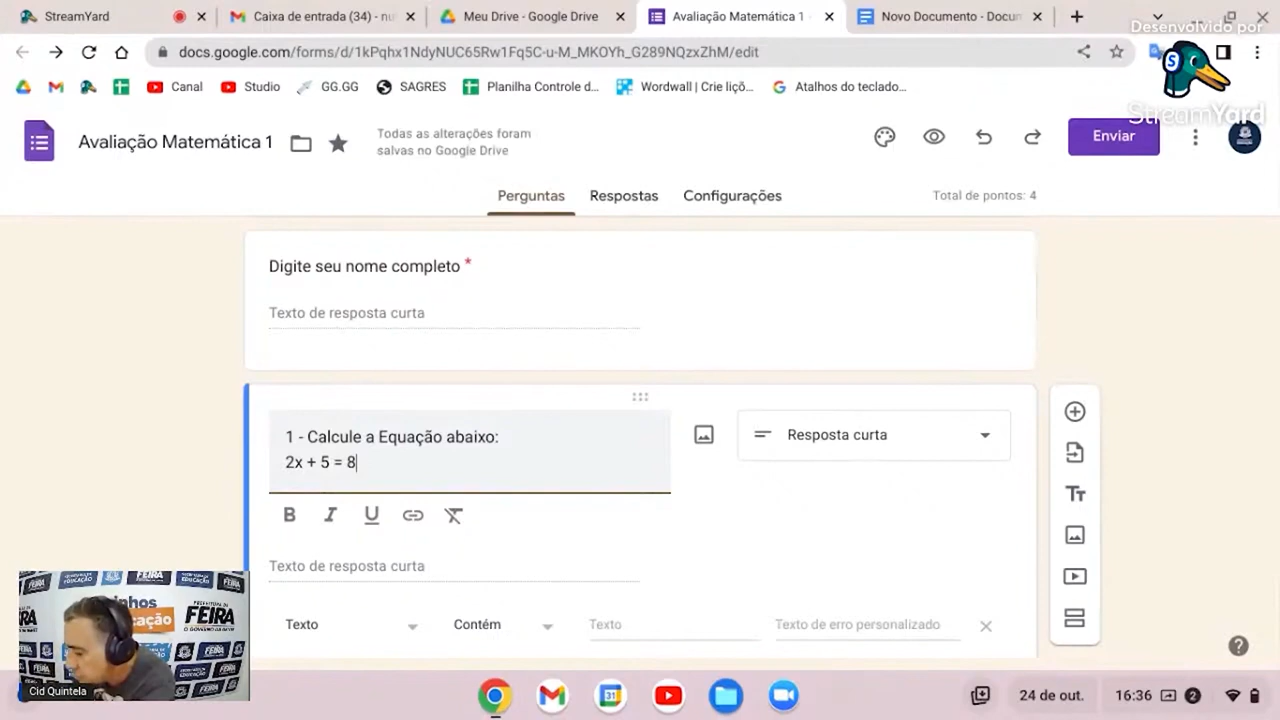 StreamYard
Caixa de entrada (34) - nu
Meu Drive - Google Drive
Avaliação Matemática 1
Novo Documento - Docum
Desenvolvido por
StreamYard
docs.google.com/forms/d/1kPqhx1NdyNUC65Rw1Fq5C-u-M_MKOYh_G289NQzxZhM/edit
Canal
Studio
GG.GG
SAGRES
Planilha Controle d...
Wordwall | Crie liçõ...
Atalhos do teclado...
Avaliação Matemática 1
Todas as alterações foram
salvas no Google Drive
Enviar
Perguntas
Respostas
Configurações
Total de pontos: 4
Digite seu nome completo *
Texto de resposta curta
1 - Calcule a Equação abaixo:
2x + 5 = 8
Resposta curta
B I U
Texto de resposta curta
Texto
Contém
Texto
Texto de erro personalizado
FEIRA
PREFEITURA DE
FEIRA
Cid Quintela
24 de out.
16:36
2